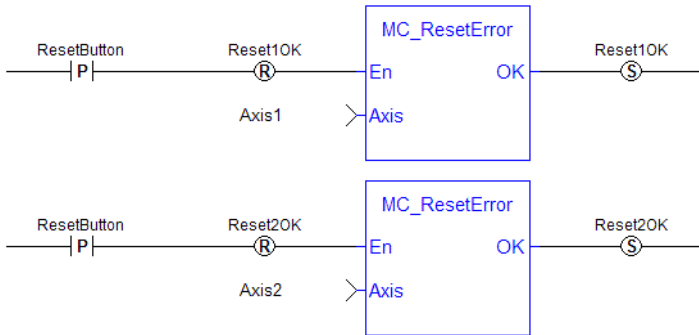 MC_ResetError
ResetButton Reset1OK Reset1OK
P R En OK S
Axis1 Axis
MC_ResetError
ResetButton Reset2OK Reset2OK
P R En OK S
Axis2 Axis